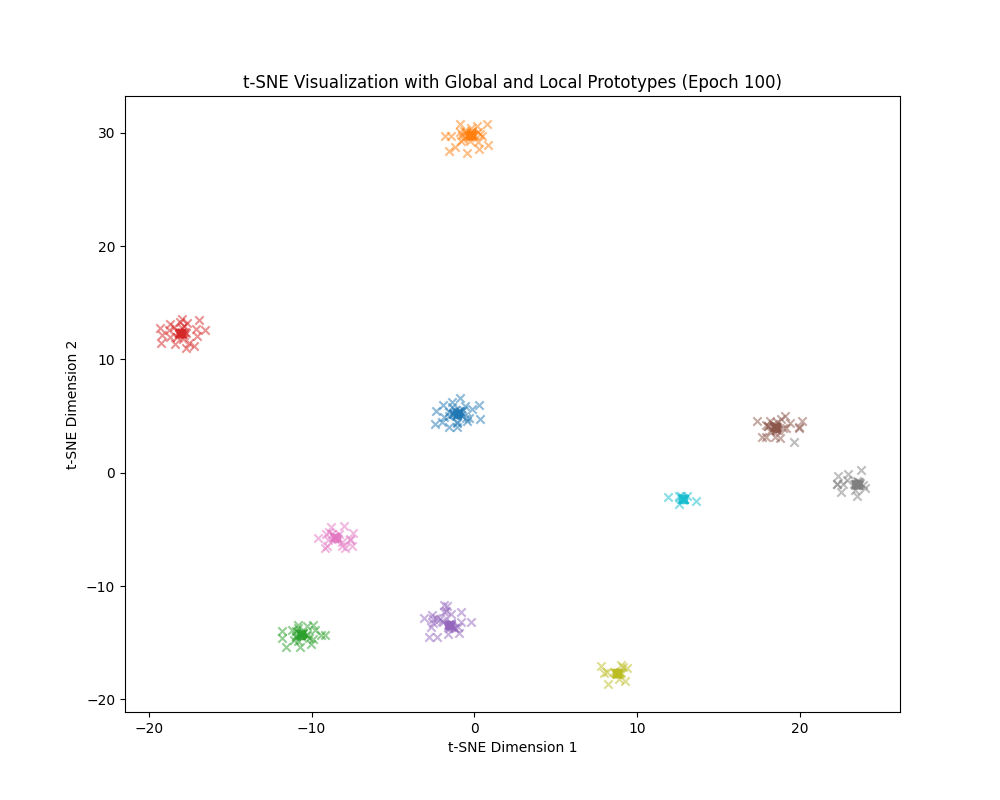 t-SNE Visualization with Global and Local Prototypes (Epoch 100)
30
20
10
0
−10
−20
t-SNE Dimension 2
−20 −10 0 10 20
t-SNE Dimension 1